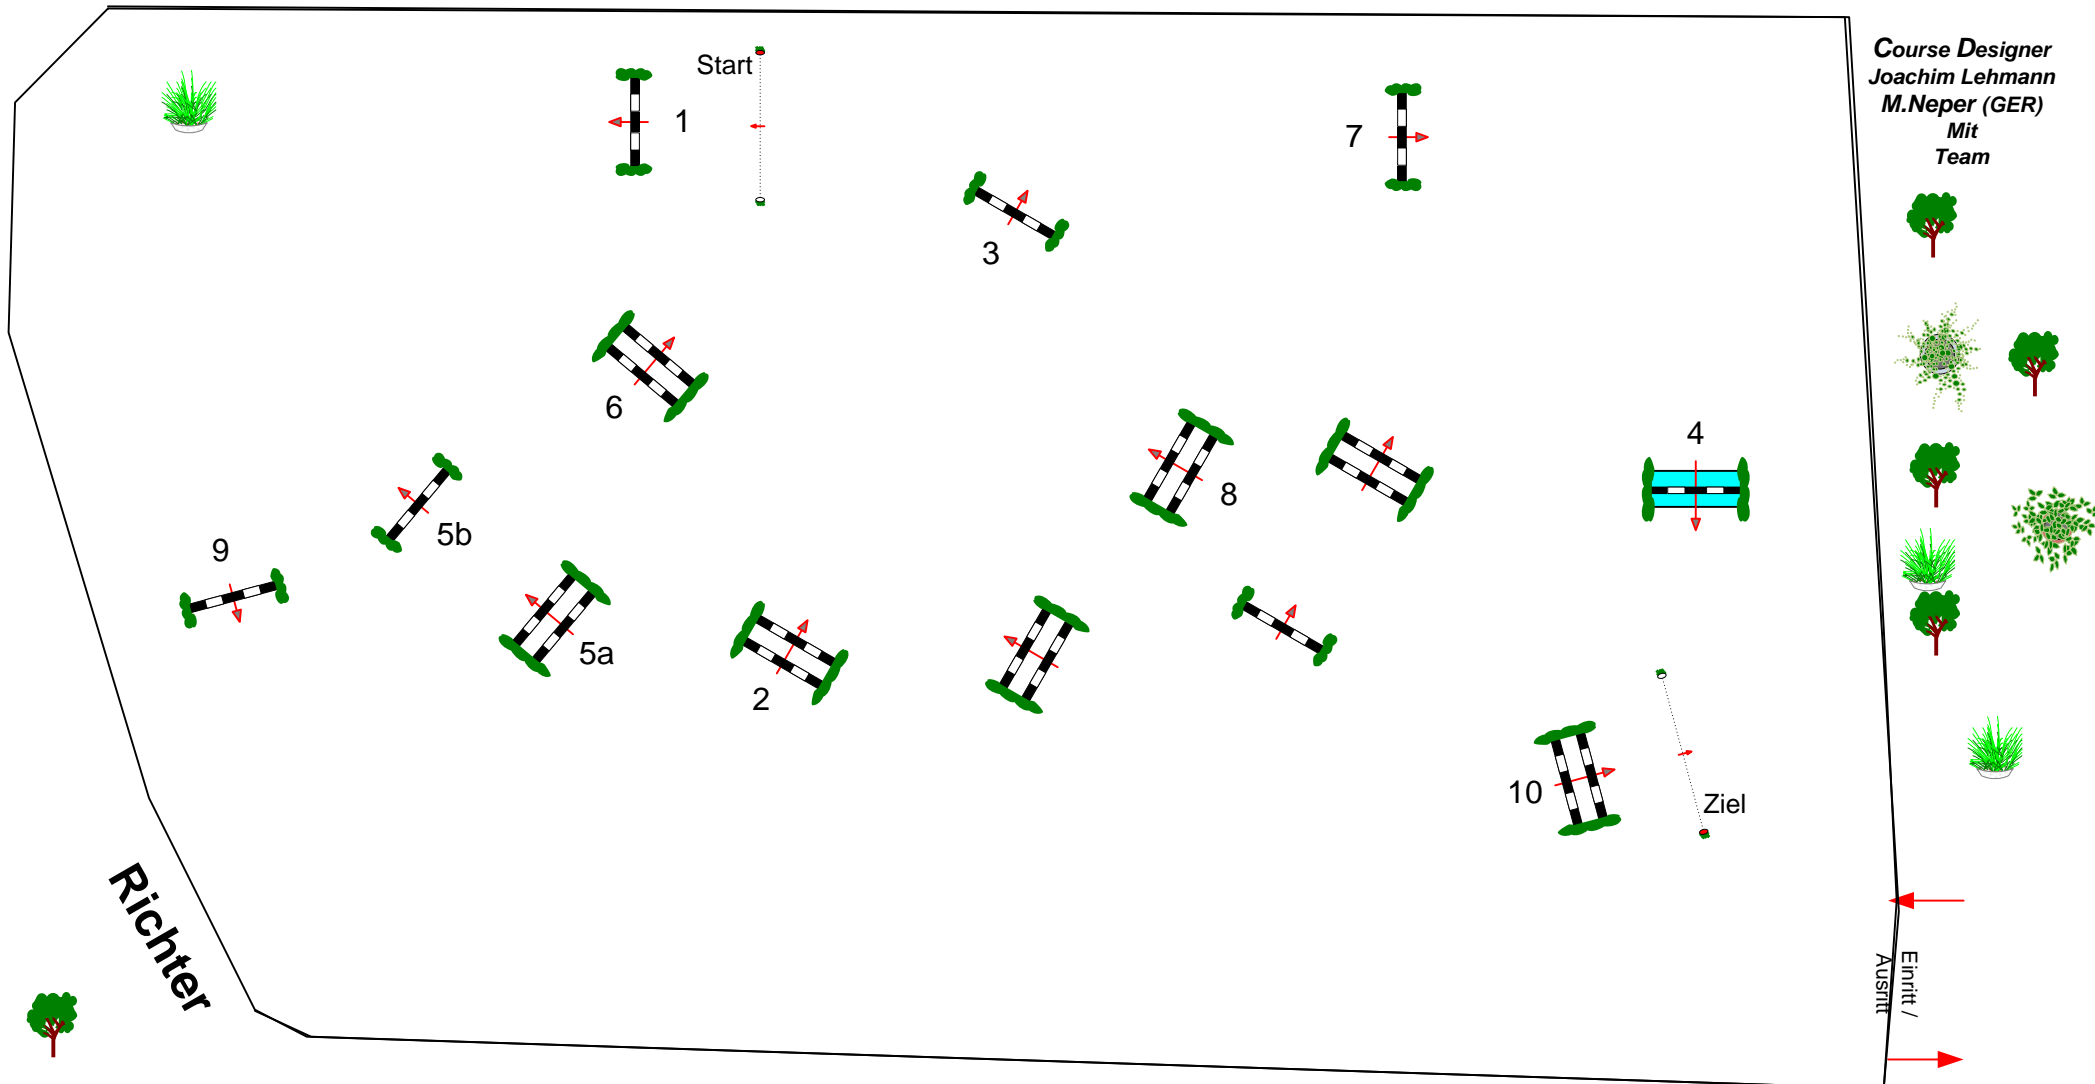 Course Designer
Joachim Lehmann
M.Neper (GER)
Mit
Team
Start
1
7
3
6
4
8
5b
9
5a
2
10
Ziel
Richter
Einritt /
Ausritt